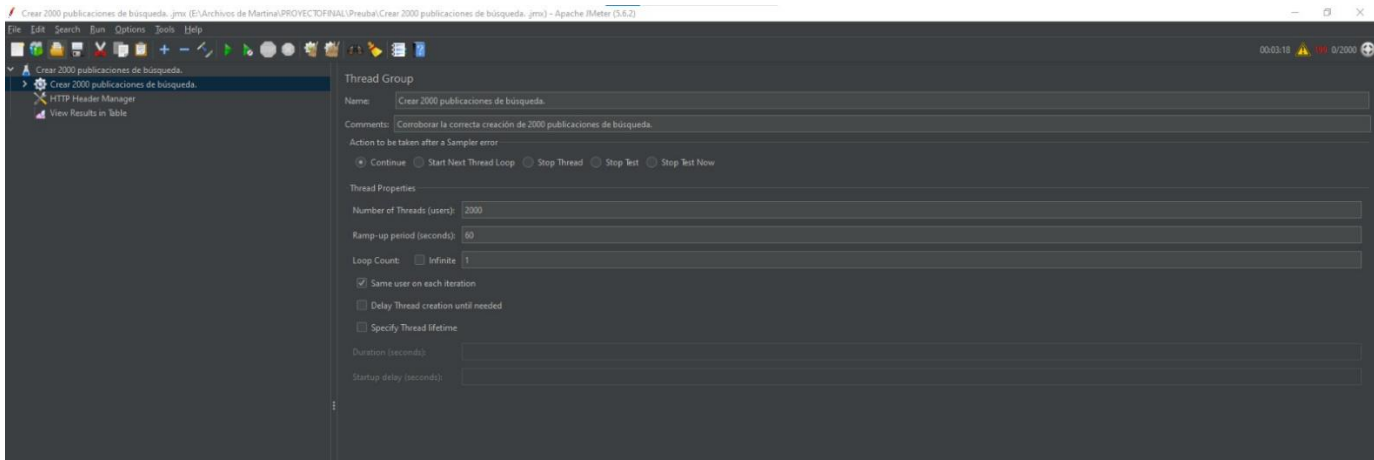 Crear 2000 publicaciones de búsqueda. .jmx (E:\Archivos de Martina\PROYECTOFINAL\Preuba\Crear 2000 publicaciones de búsqueda. .jmx) - Apache JMeter (5.6.2)
File Edit Search Run Options Tools Help
00:03:18 0/2000
Crear 2000 publicaciones de búsqueda.
Crear 2000 publicaciones de búsqueda.
HTTP Header Manager
View Results in Table
Thread Group
Name: Crear 2000 publicaciones de búsqueda.
Comments: Corroborar la correcta creación de 2000 publicaciones de búsqueda.
Action to be taken after a Sampler error
Continue Start Next Thread Loop Stop Thread Stop Test Stop Test Now
Thread Properties
Number of Threads (users): 2000
Ramp-up period (seconds): 60
Loop Count: Infinite 1
Same user on each iteration
Delay Thread creation until needed
Specify Thread lifetime
Duration (seconds):
Startup delay (seconds):